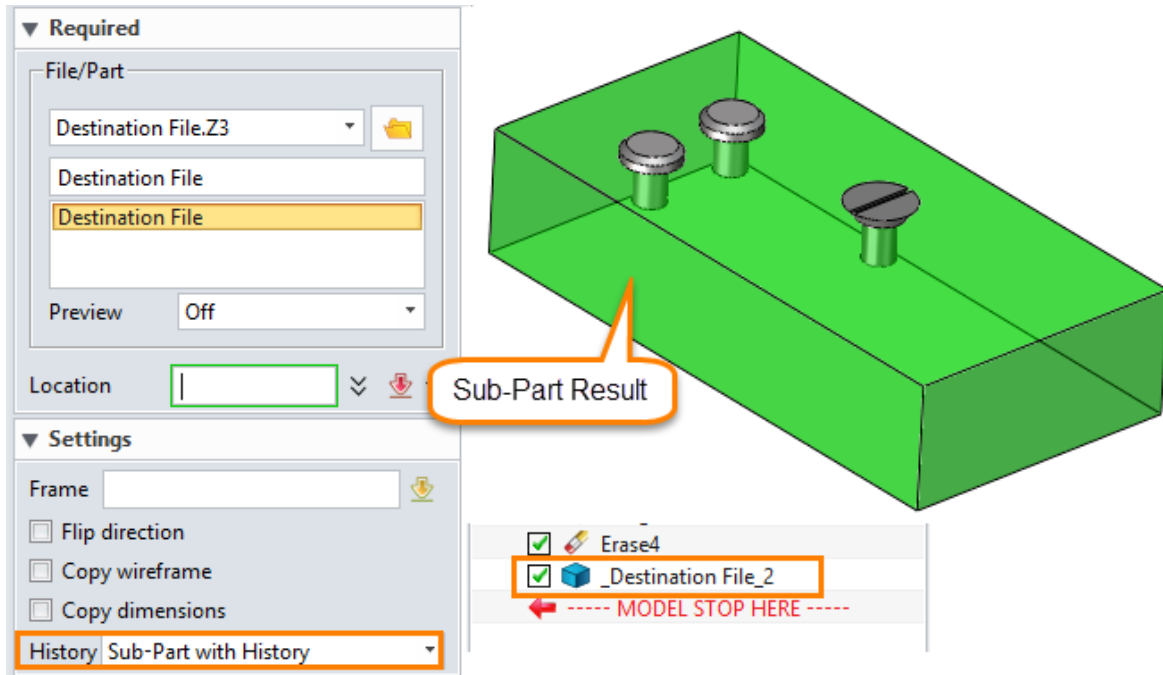 Required
File/Part
Destination File.Z3
Destination File
Destination File
Preview Off
Location
Settings
Frame
Flip direction
Copy wireframe
Copy dimensions
History Sub-Part with History
Sub-Part Result
Erase4
_Destination File_2
----- MODEL STOP HERE -----